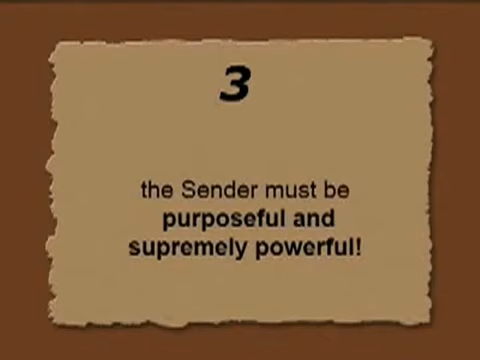 3
the Sender must be
purposeful and
supremely powerful!